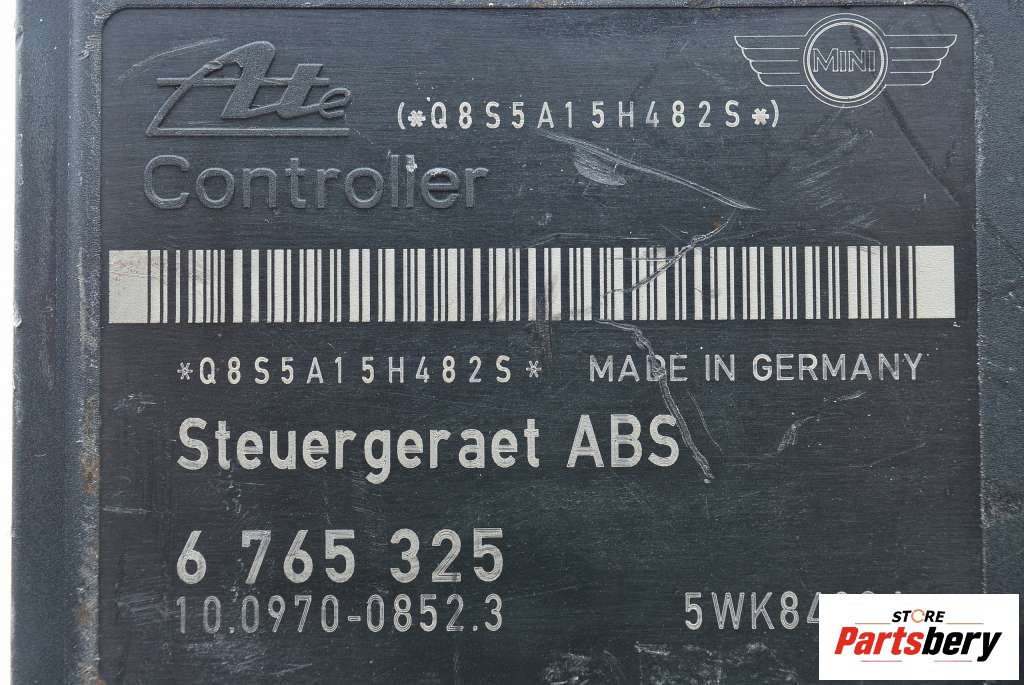 Ate
MINI
(*Q8S5A15H482S*)
Controller
*Q8S5A15H482S* MADE IN GERMANY
Steuergeraet ABS
6 765 325
10.0970-0852.3
STORE
Partsbery